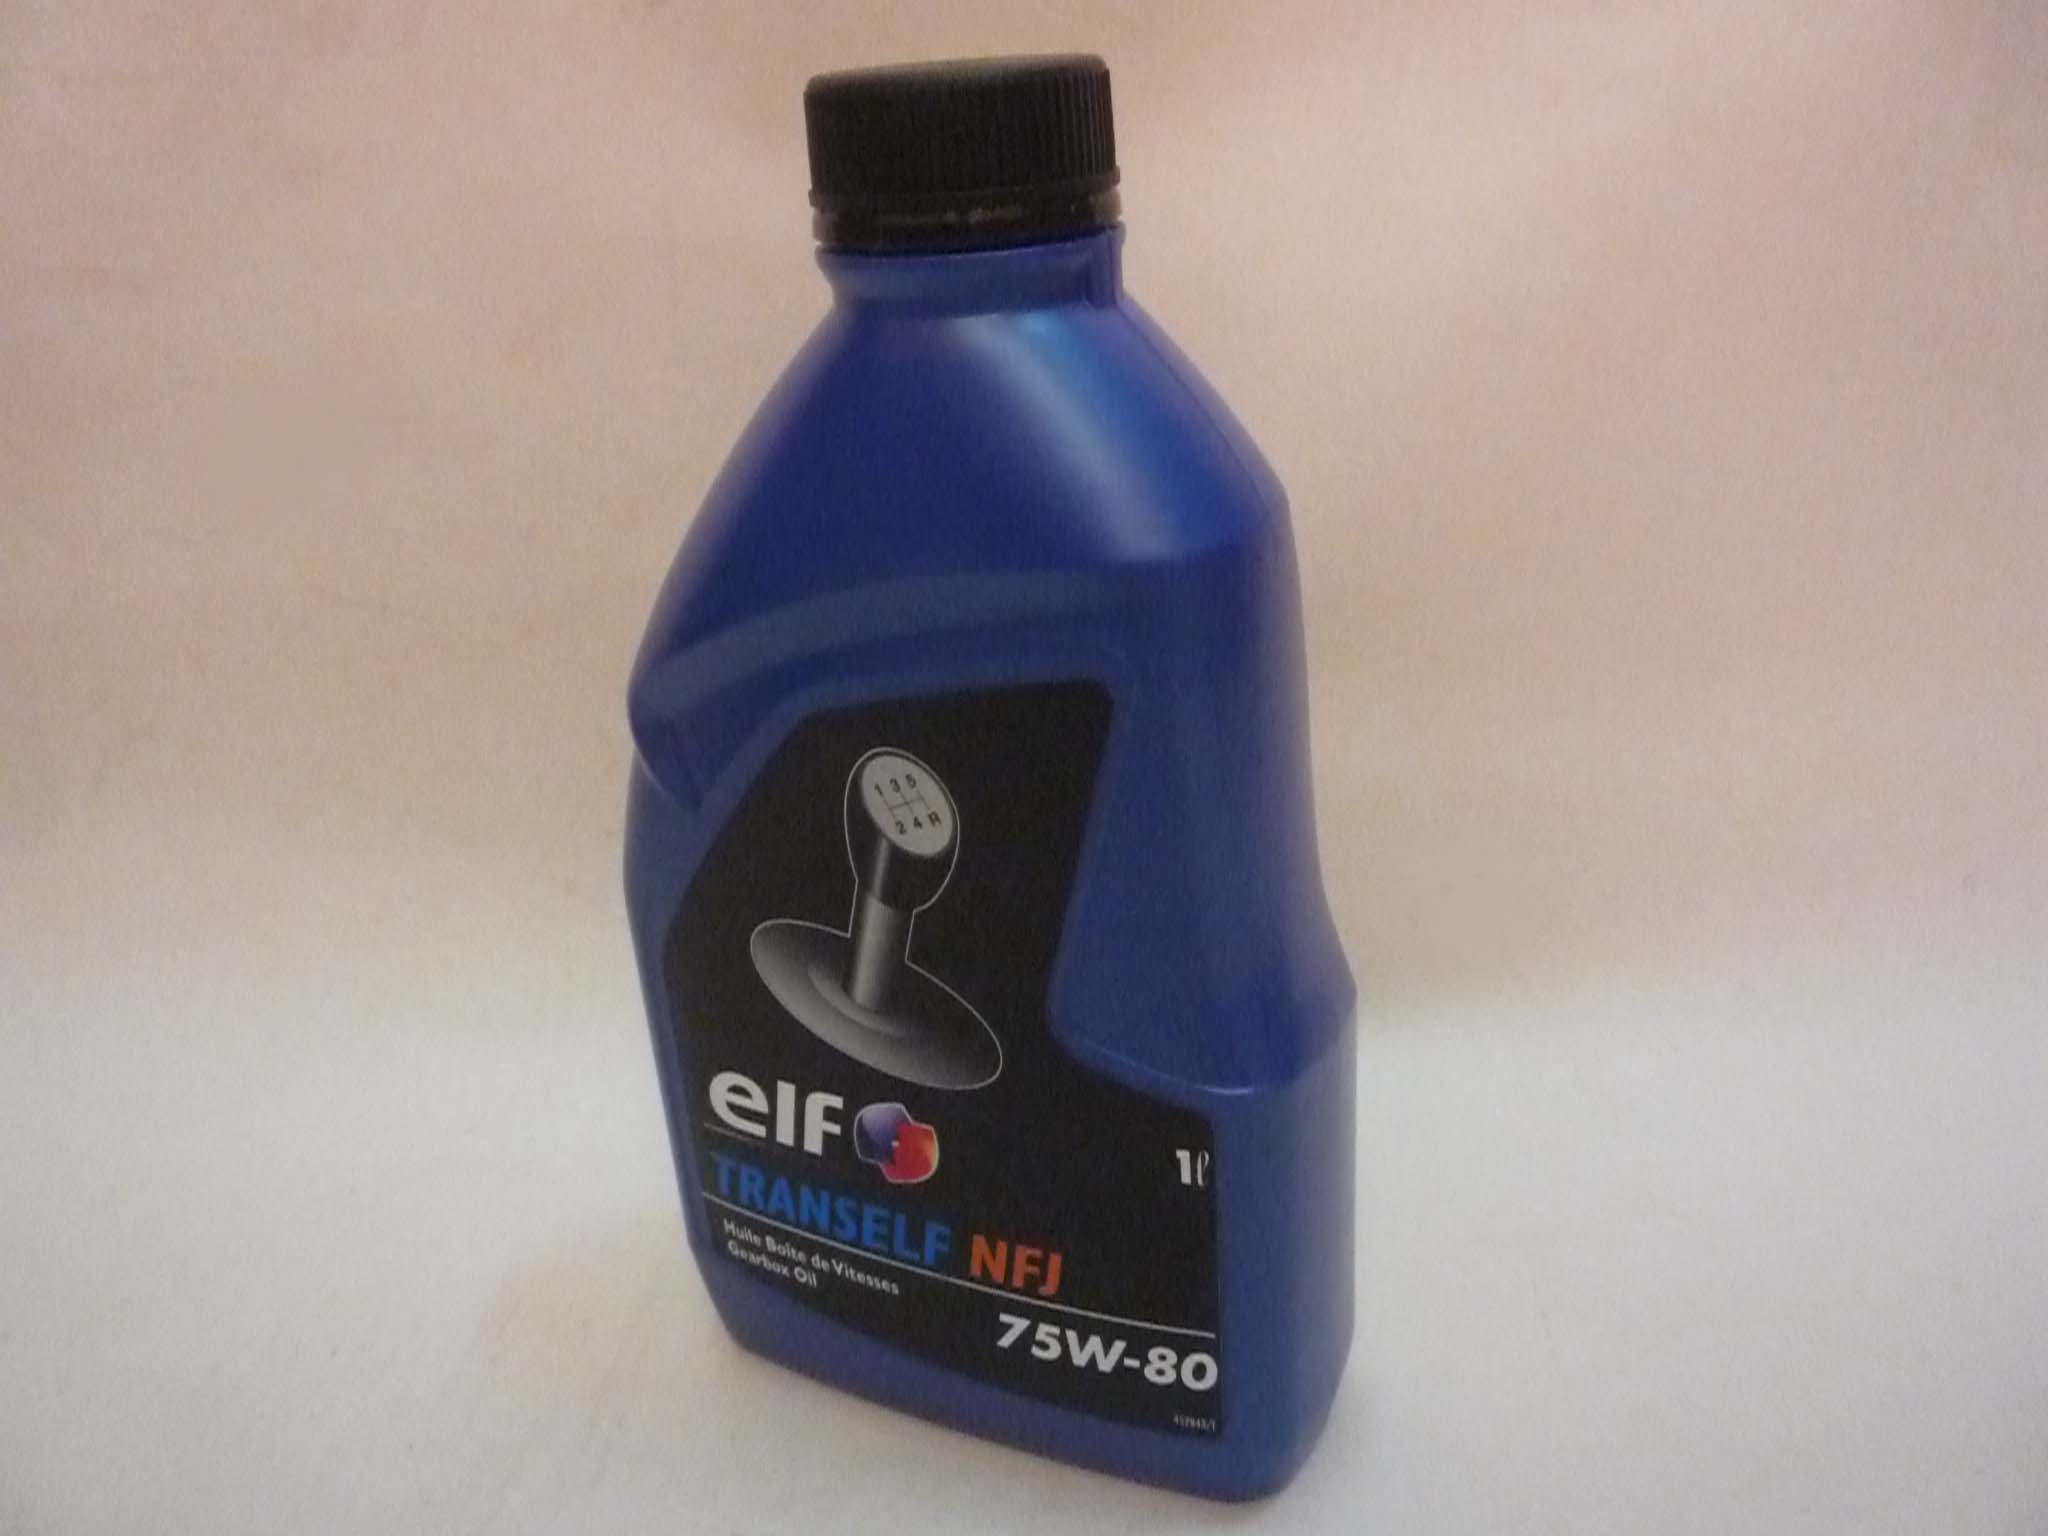 1 3 5
2 4 R
elf
1ℓ
TRANSELF NFJ
Huile Boîte de Vitesses
Gearbox Oil
75W-80